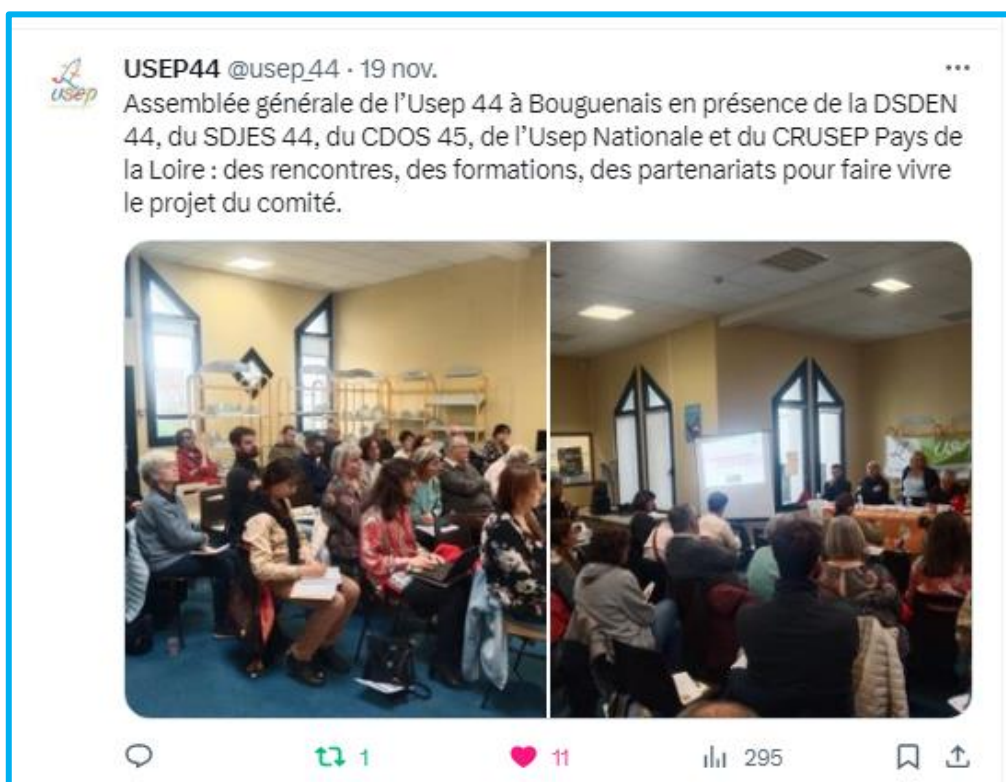 usep
USEP44 @usep_44 · 19 nov.
Assemblée générale de l'Usep 44 à Bouguenais en présence de la DSDEN
44, du SDJES 44, du CDOS 45, de l'Usep Nationale et du CRUSEP Pays de
la Loire : des rencontres, des formations, des partenariats pour faire vivre
le projet du comité.
1
11
295